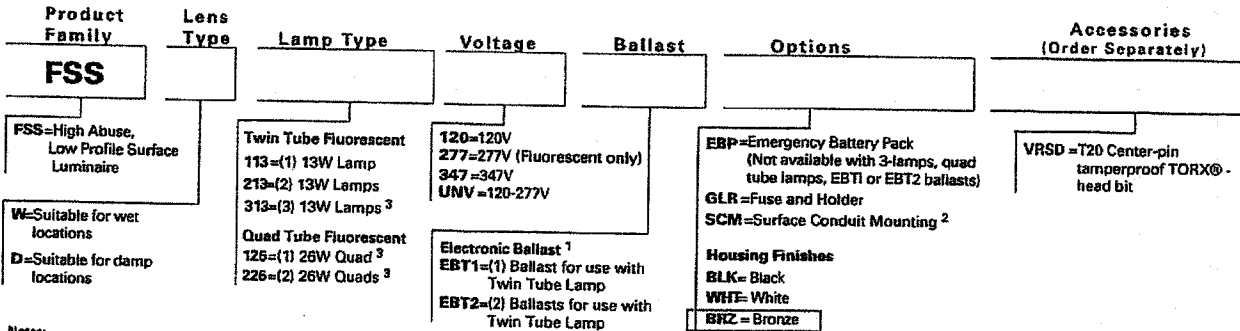 Product Family
Lens Type
Lamp Type
Voltage
Ballast
Options
Accessories
(Order Separately)
FSS
FSS=High Abuse,
Low Profile Surface
Luminaire
W=Suitable for wet
locations
D=Suitable for damp
locations
Twin Tube Fluorescent
113=(1) 13W Lamp
213=(2) 13W Lamps
313=(3) 13W Lamps 3
Quad Tube Fluorescent
126=(1) 26W Quad 3
226=(2) 26W Quads 3
120=120V
277=277V (Fluorescent only)
347=347V
UNV=120-277V
Electronic Ballast 1
EBT1=(1) Ballast for use with
Twin Tube Lamp
EBT2=(2) Ballasts for use with
Twin Tube Lamp
EBP=Emergency Battery Pack
(Not available with 3-lamps, quad
tube lamps, EBT1 or EBT2 ballasts)
GLR=Fuse and Holder
SCM=Surface Conduit Mounting 2
Housing Finishes
BLK=Black
WHT=White
BRZ=Bronze
VRSD=T20 Center-pin
tamperproof TORX®-
head bit
Notes: